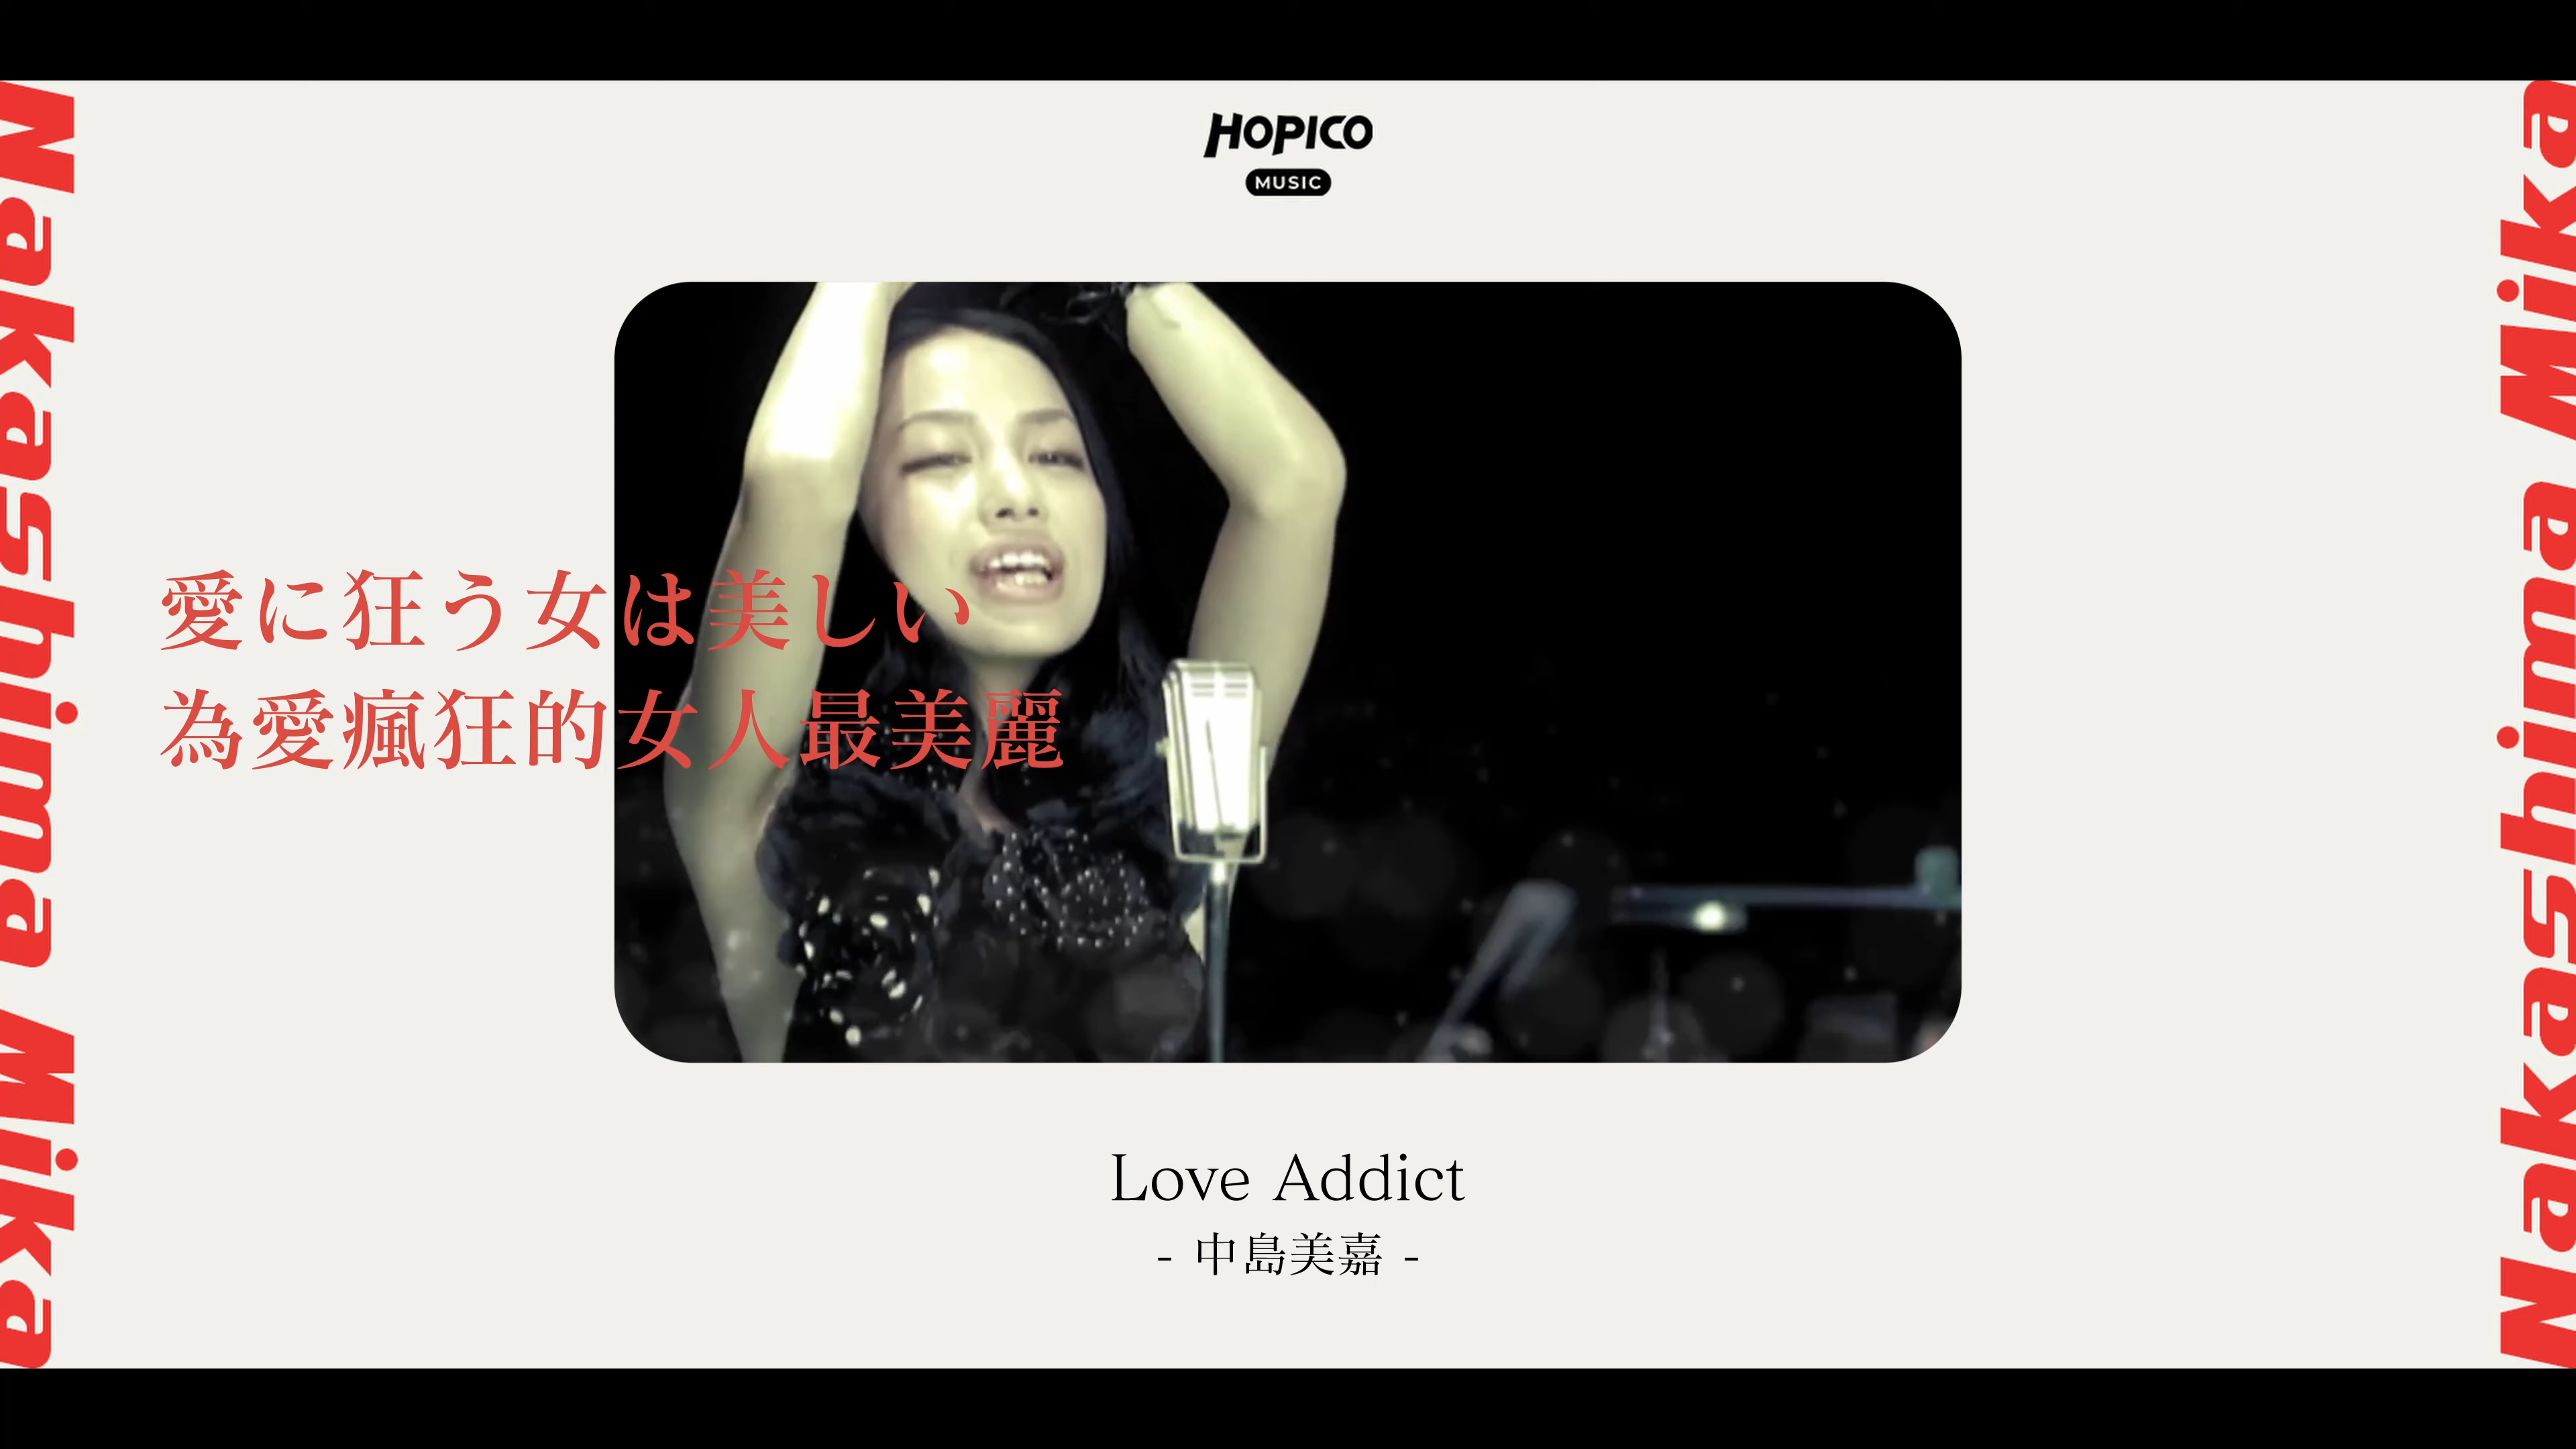 HOPICO
MUSIC
Nakashima Mika
愛に狂う女は美しい
為愛瘋狂的女人最美麗
Nakashima Mika
Love Addict
- 中島美嘉 -